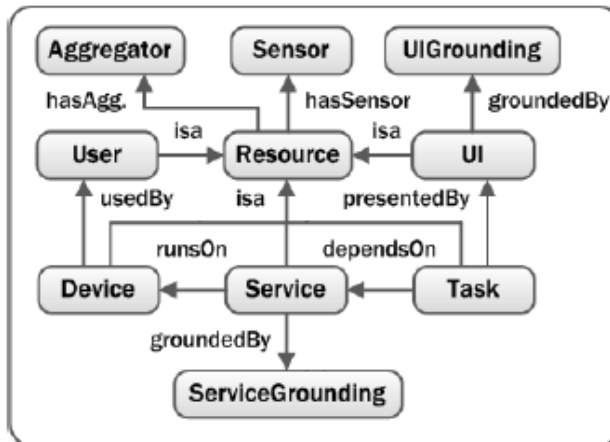 Aggregator Sensor UIGrounding
hasAgg. hasSensor groundedBy
isa isa
User Resource UI
usedBy isa presentedBy
runsOn dependsOn
Device Service Task
groundedBy
ServiceGrounding